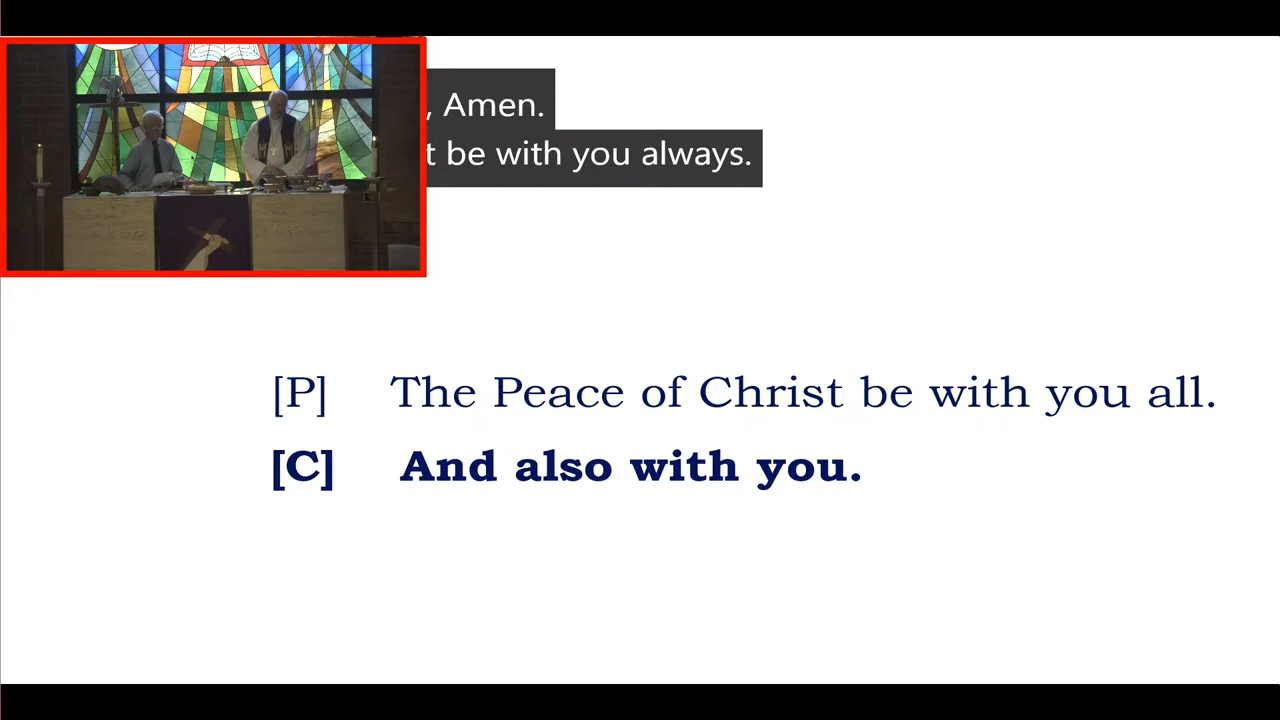 , Amen.
t be with you always.
[P] The Peace of Christ be with you all.
[C] And also with you.